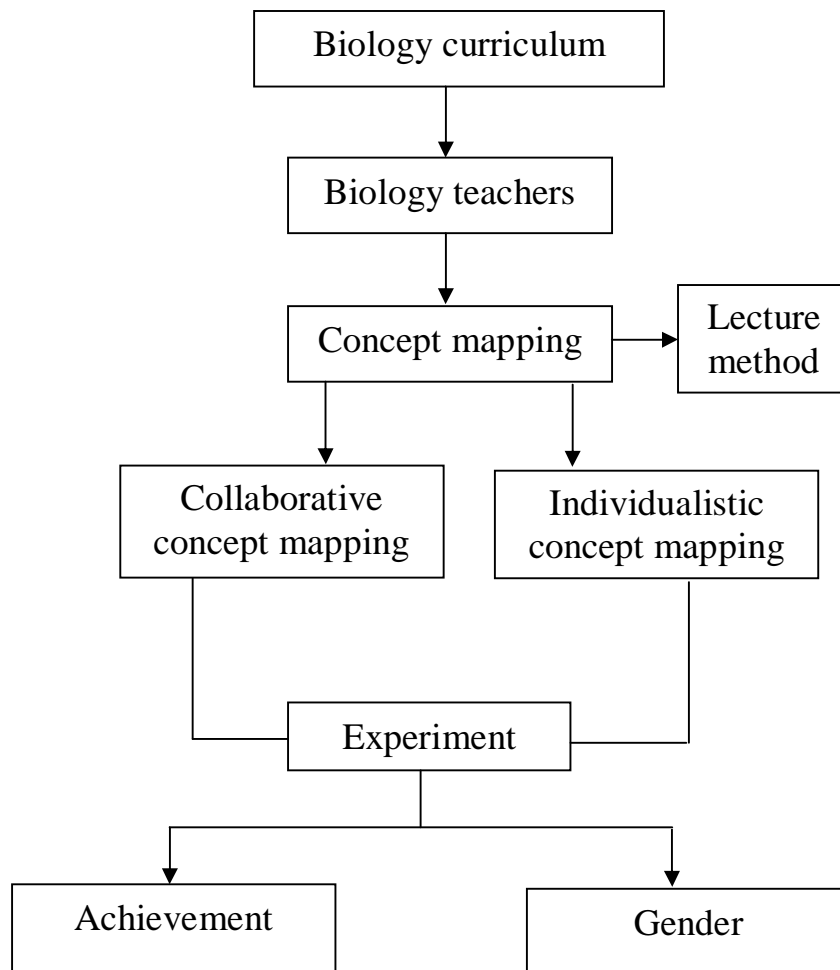 Biology curriculum
Biology teachers
Concept mapping
Lecture
method
Collaborative
concept mapping
Individualistic
concept mapping
Experiment
Achievement
Gender